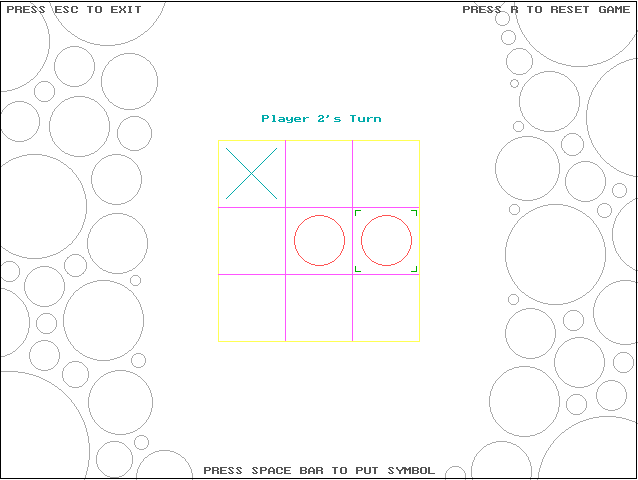 PRESS ESC TO EXIT
PRESS R TO RESET GAME
Player 2's Turn
PRESS SPACE BAR TO PUT SYMBOL